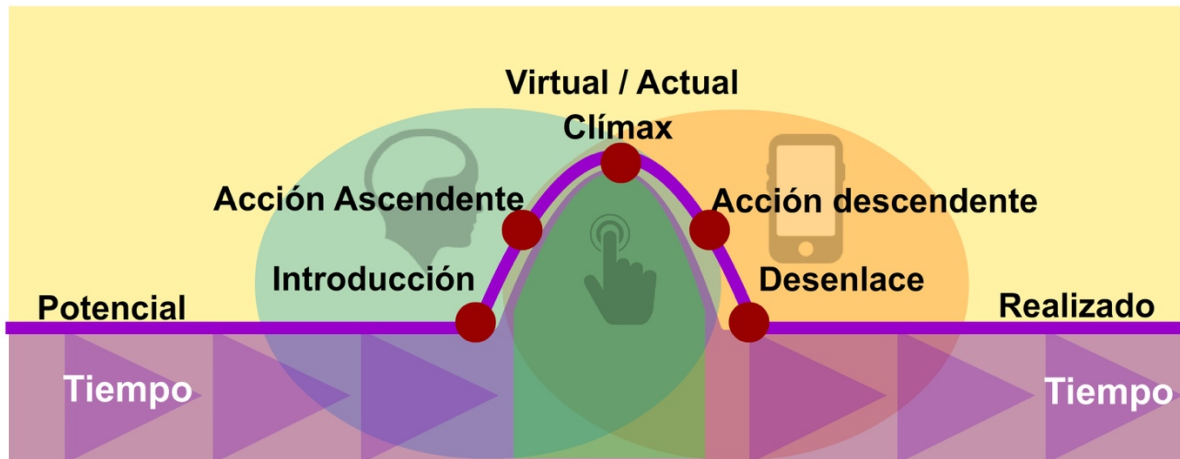 Virtual / Actual
Clímax
Acción Ascendente
Acción descendente
Introducción
Desenlace
Potencial
Realizado
Tiempo
Tiempo